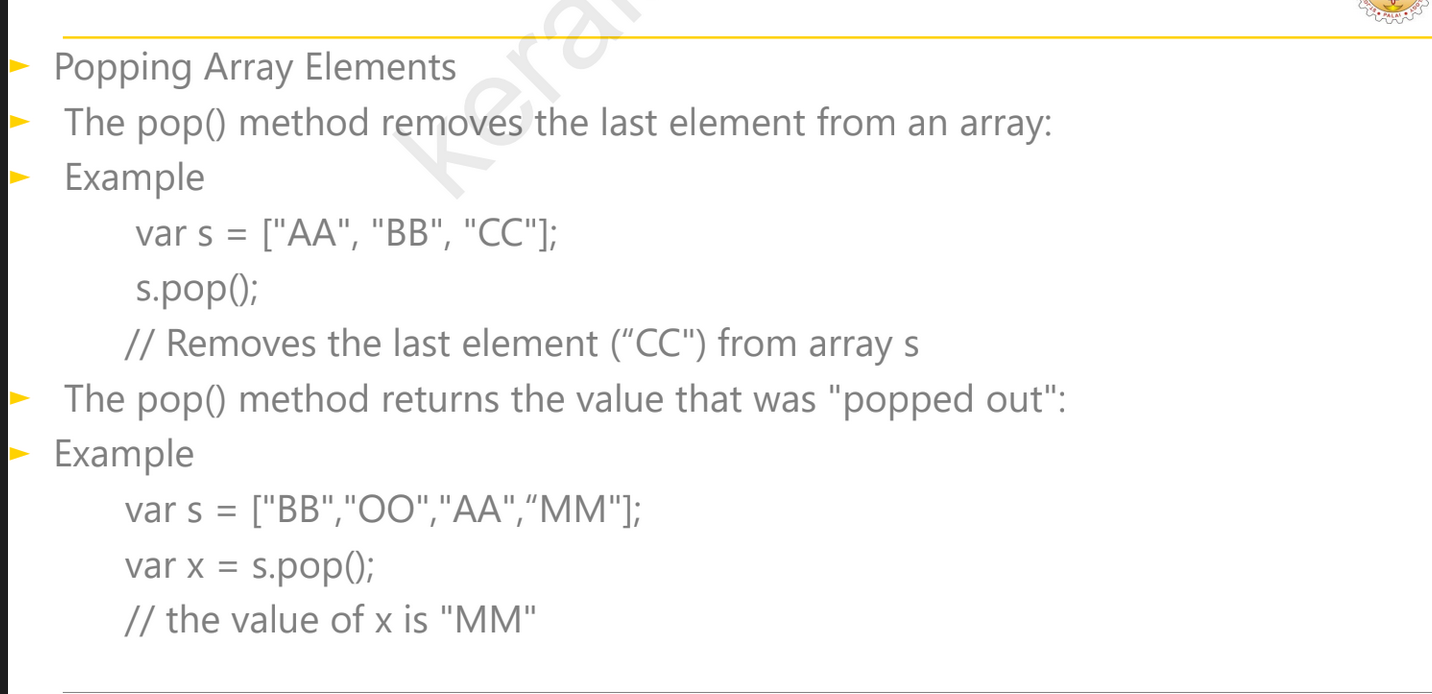 Popping Array Elements
The pop() method removes the last element from an array:
Example
var s = ["AA", "BB", "CC"];
s.pop();
// Removes the last element (“CC") from array s
The pop() method returns the value that was "popped out":
Example
var s = ["BB","OO","AA",“MM"];
var x = s.pop();
// the value of x is "MM"